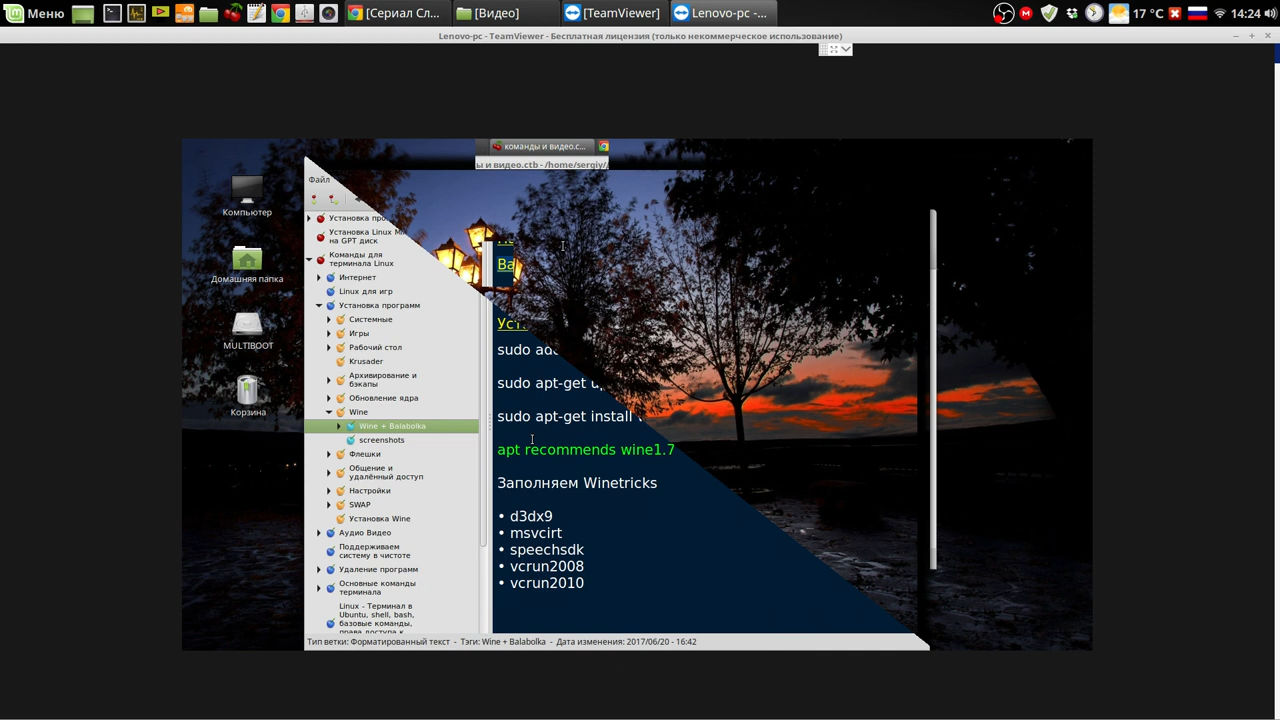 Меню
[Сериал Сл...
[Видео]
[TeamViewer]
Lenovo-pc -...
17 °C
14:24
Lenovo-pc - TeamViewer - Бесплатная лицензия (только некоммерческое использование)
команды и видео.c...
ы и видео.ctb - /home/sergiy/
Компьютер
Домашняя папка
MULTIBOOT
Корзина
Файл
Установка про
Установка Linux Mi
на GPT диск
Команды для
терминала Linux
Интернет
Linux для игр
Установка программ
Системные
Игры
Рабочий стол
Krusader
Архивирование и
бэкапы
Обновление ядра
Wine
Wine + Balabolka
screenshots
Флешки
Общение и
удалённый доступ
Настройки
SWAP
Установка Wine
Аудио Видео
Поддерживаем
систему в чистоте
Удаление программ
Основные команды
терминала
Linux - Терминал в
Ubuntu, shell, bash,
базовые команды,
права доступа к
Ba
Уст
sudo add
sudo apt-get up
sudo apt-get install
apt recommends wine1.7
Заполняем Winetricks
• d3dx9
• msvcirt
• speechsdk
• vcrun2008
• vcrun2010
Тип ветки: Форматированный текст - Тэги: Wine + Balabolka - Дата изменения: 2017/06/20 - 16:42